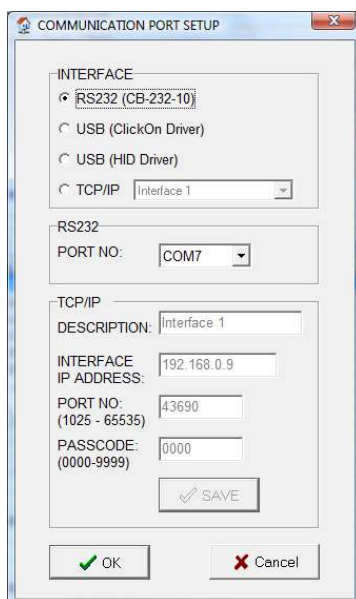 COMMUNICATION PORT SETUP
INTERFACE
RS232 (CB-232-10)
USB (ClickOn Driver)
USB (HID Driver)
TCP/IP Interface 1
RS232
PORT NO: COM7
TCP/IP
DESCRIPTION: Interface 1
INTERFACE
IP ADDRESS: 192.168.0.9
PORT NO: 43690
(1025 - 65535)
PASSCODE: 0000
(0000-9999)
SAVE
OK Cancel